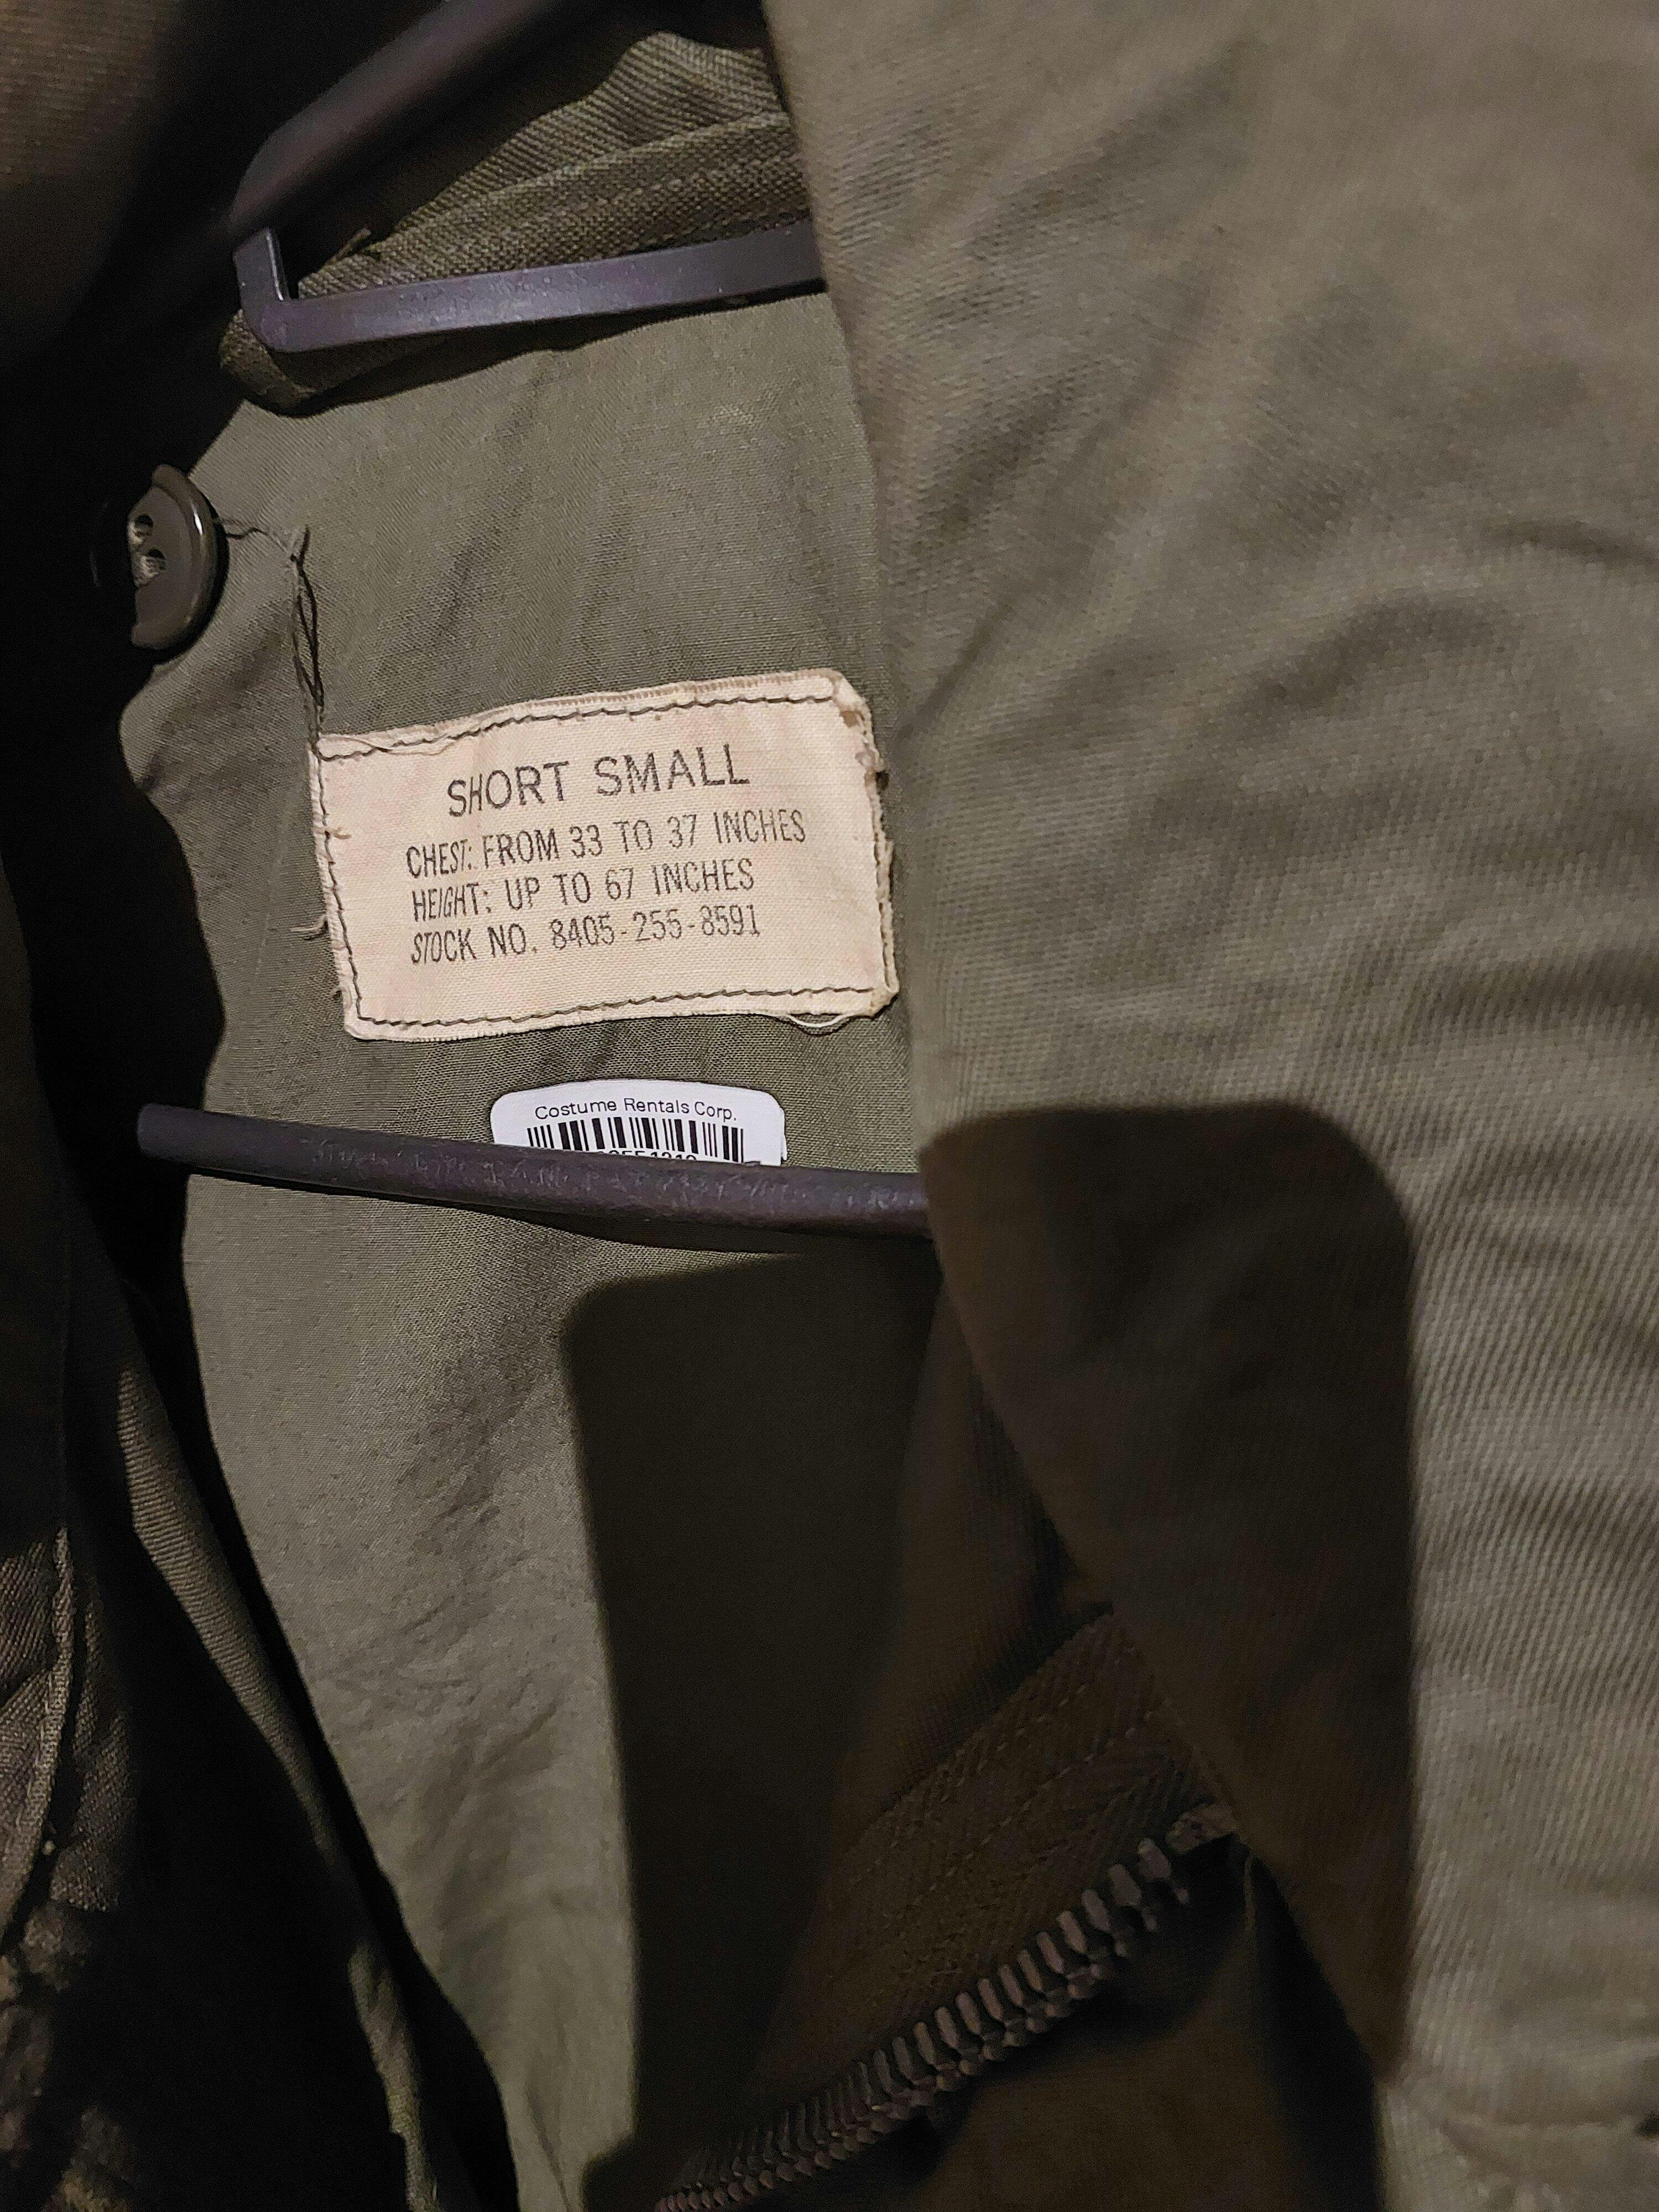 SHORT SMALL
CHEST: FROM 33 TO 37 INCHES
HEIGHT: UP TO 67 INCHES
STOCK NO. 8405-255-8591
Costume Rentals Corp.